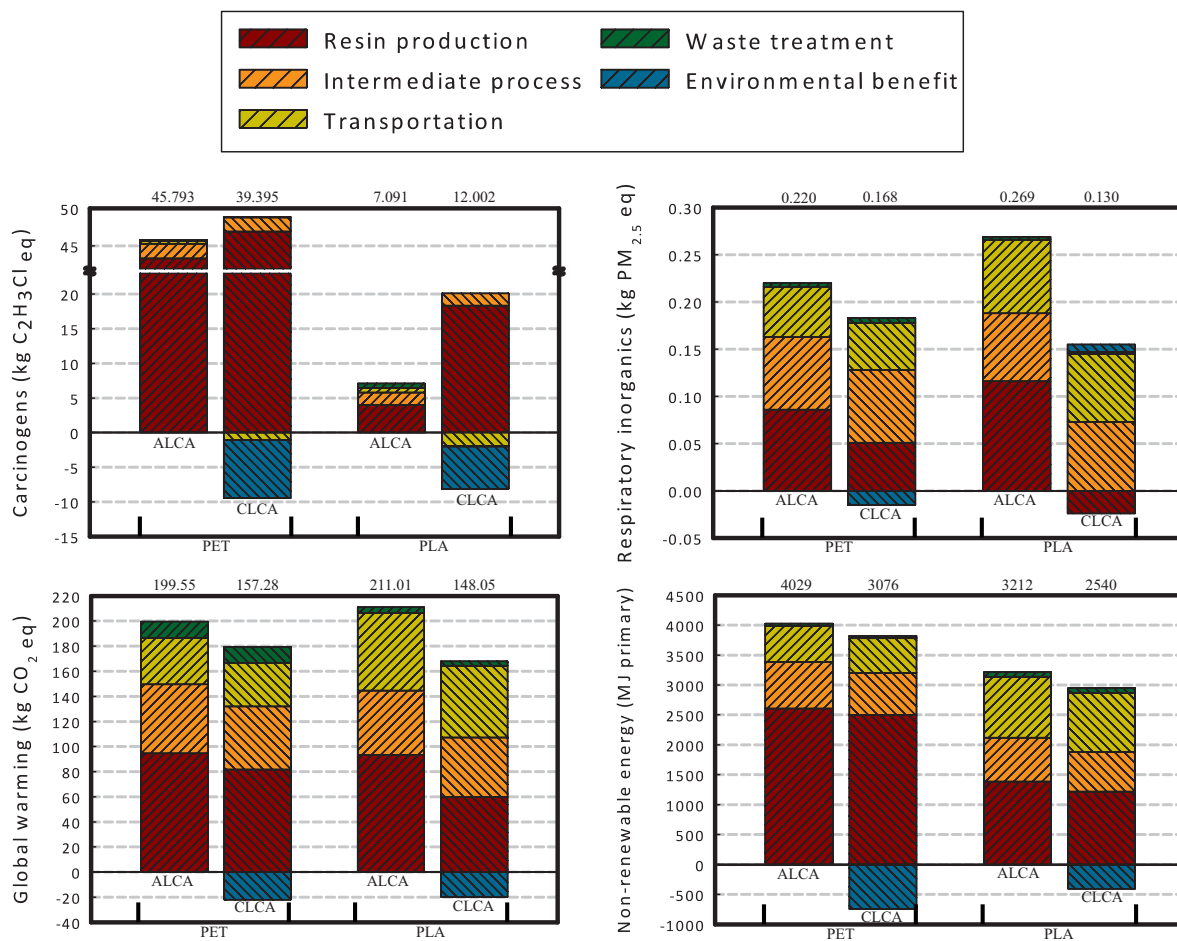 Resin production
Waste treatment
Intermediate process
Environmental benefit
Transportation
45.793 39.395 7.091 12.002
Carcinogens (kg C2H3Cl eq)
50
45
20
15
10
5
0
-5
-10
-15
ALCA
CLCA
ALCA
CLCA
PET
PLA
0.220 0.168 0.269 0.130
Respiratory inorganics (kg PM2.5 eq)
0.30
0.25
0.20
0.15
0.10
0.05
0.00
-0.05
ALCA
CLCA
ALCA
CLCA
PET
PLA
199.55 157.28 211.01 148.05
Global warming (kg CO2 eq)
220
200
180
160
140
120
100
80
60
40
20
0
-20
-40
ALCA
CLCA
ALCA
CLCA
PET
PLA
4029 3076 3212 2540
Non-renewable energy (MJ primary)
4500
4000
3500
3000
2500
2000
1500
1000
500
0
-500
-1000
ALCA
CLCA
ALCA
CLCA
PET
PLA